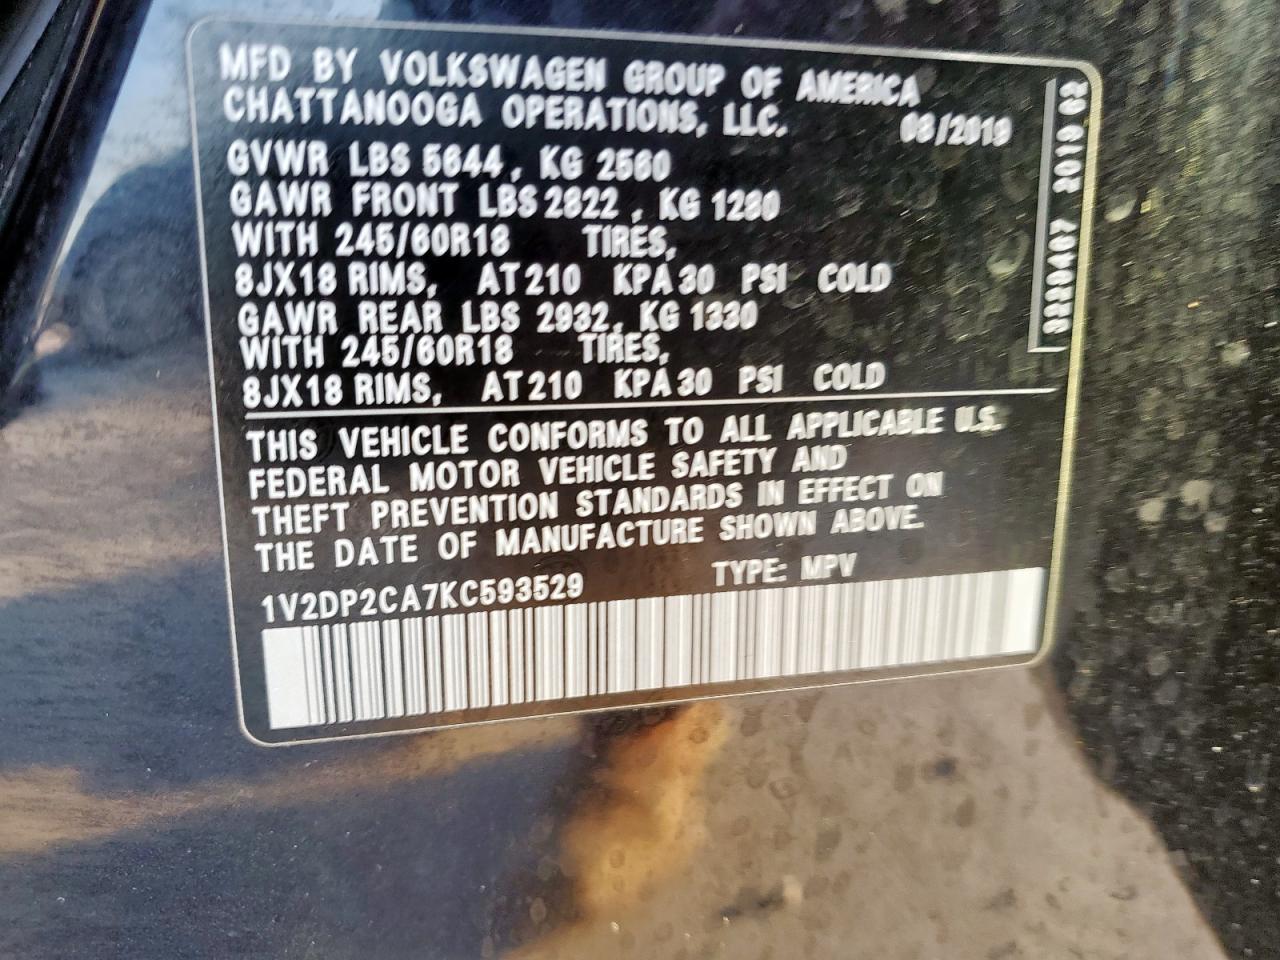 MFD BY VOLKSWAGEN GROUP OF AMERICA
CHATTANOOGA OPERATIONS, LLC. 08/2019
GVWR LBS 5644, KG 2560
GAWR FRONT LBS 2822, KG 1280
WITH 245/60R18 TIRES,
8JX18 RIMS, AT 210 KPA 30 PSI COLD
GAWR REAR LBS 2932, KG 1330
WITH 245/60R18 TIRES,
8JX18 RIMS, AT 210 KPA 30 PSI COLD
THIS VEHICLE CONFORMS TO ALL APPLICABLE U.S.
FEDERAL MOTOR VEHICLE SAFETY AND
THEFT PREVENTION STANDARDS IN EFFECT ON
THE DATE OF MANUFACTURE SHOWN ABOVE.
1V2DP2CA7KC593529 TYPE: MPV
3220467 2019 62